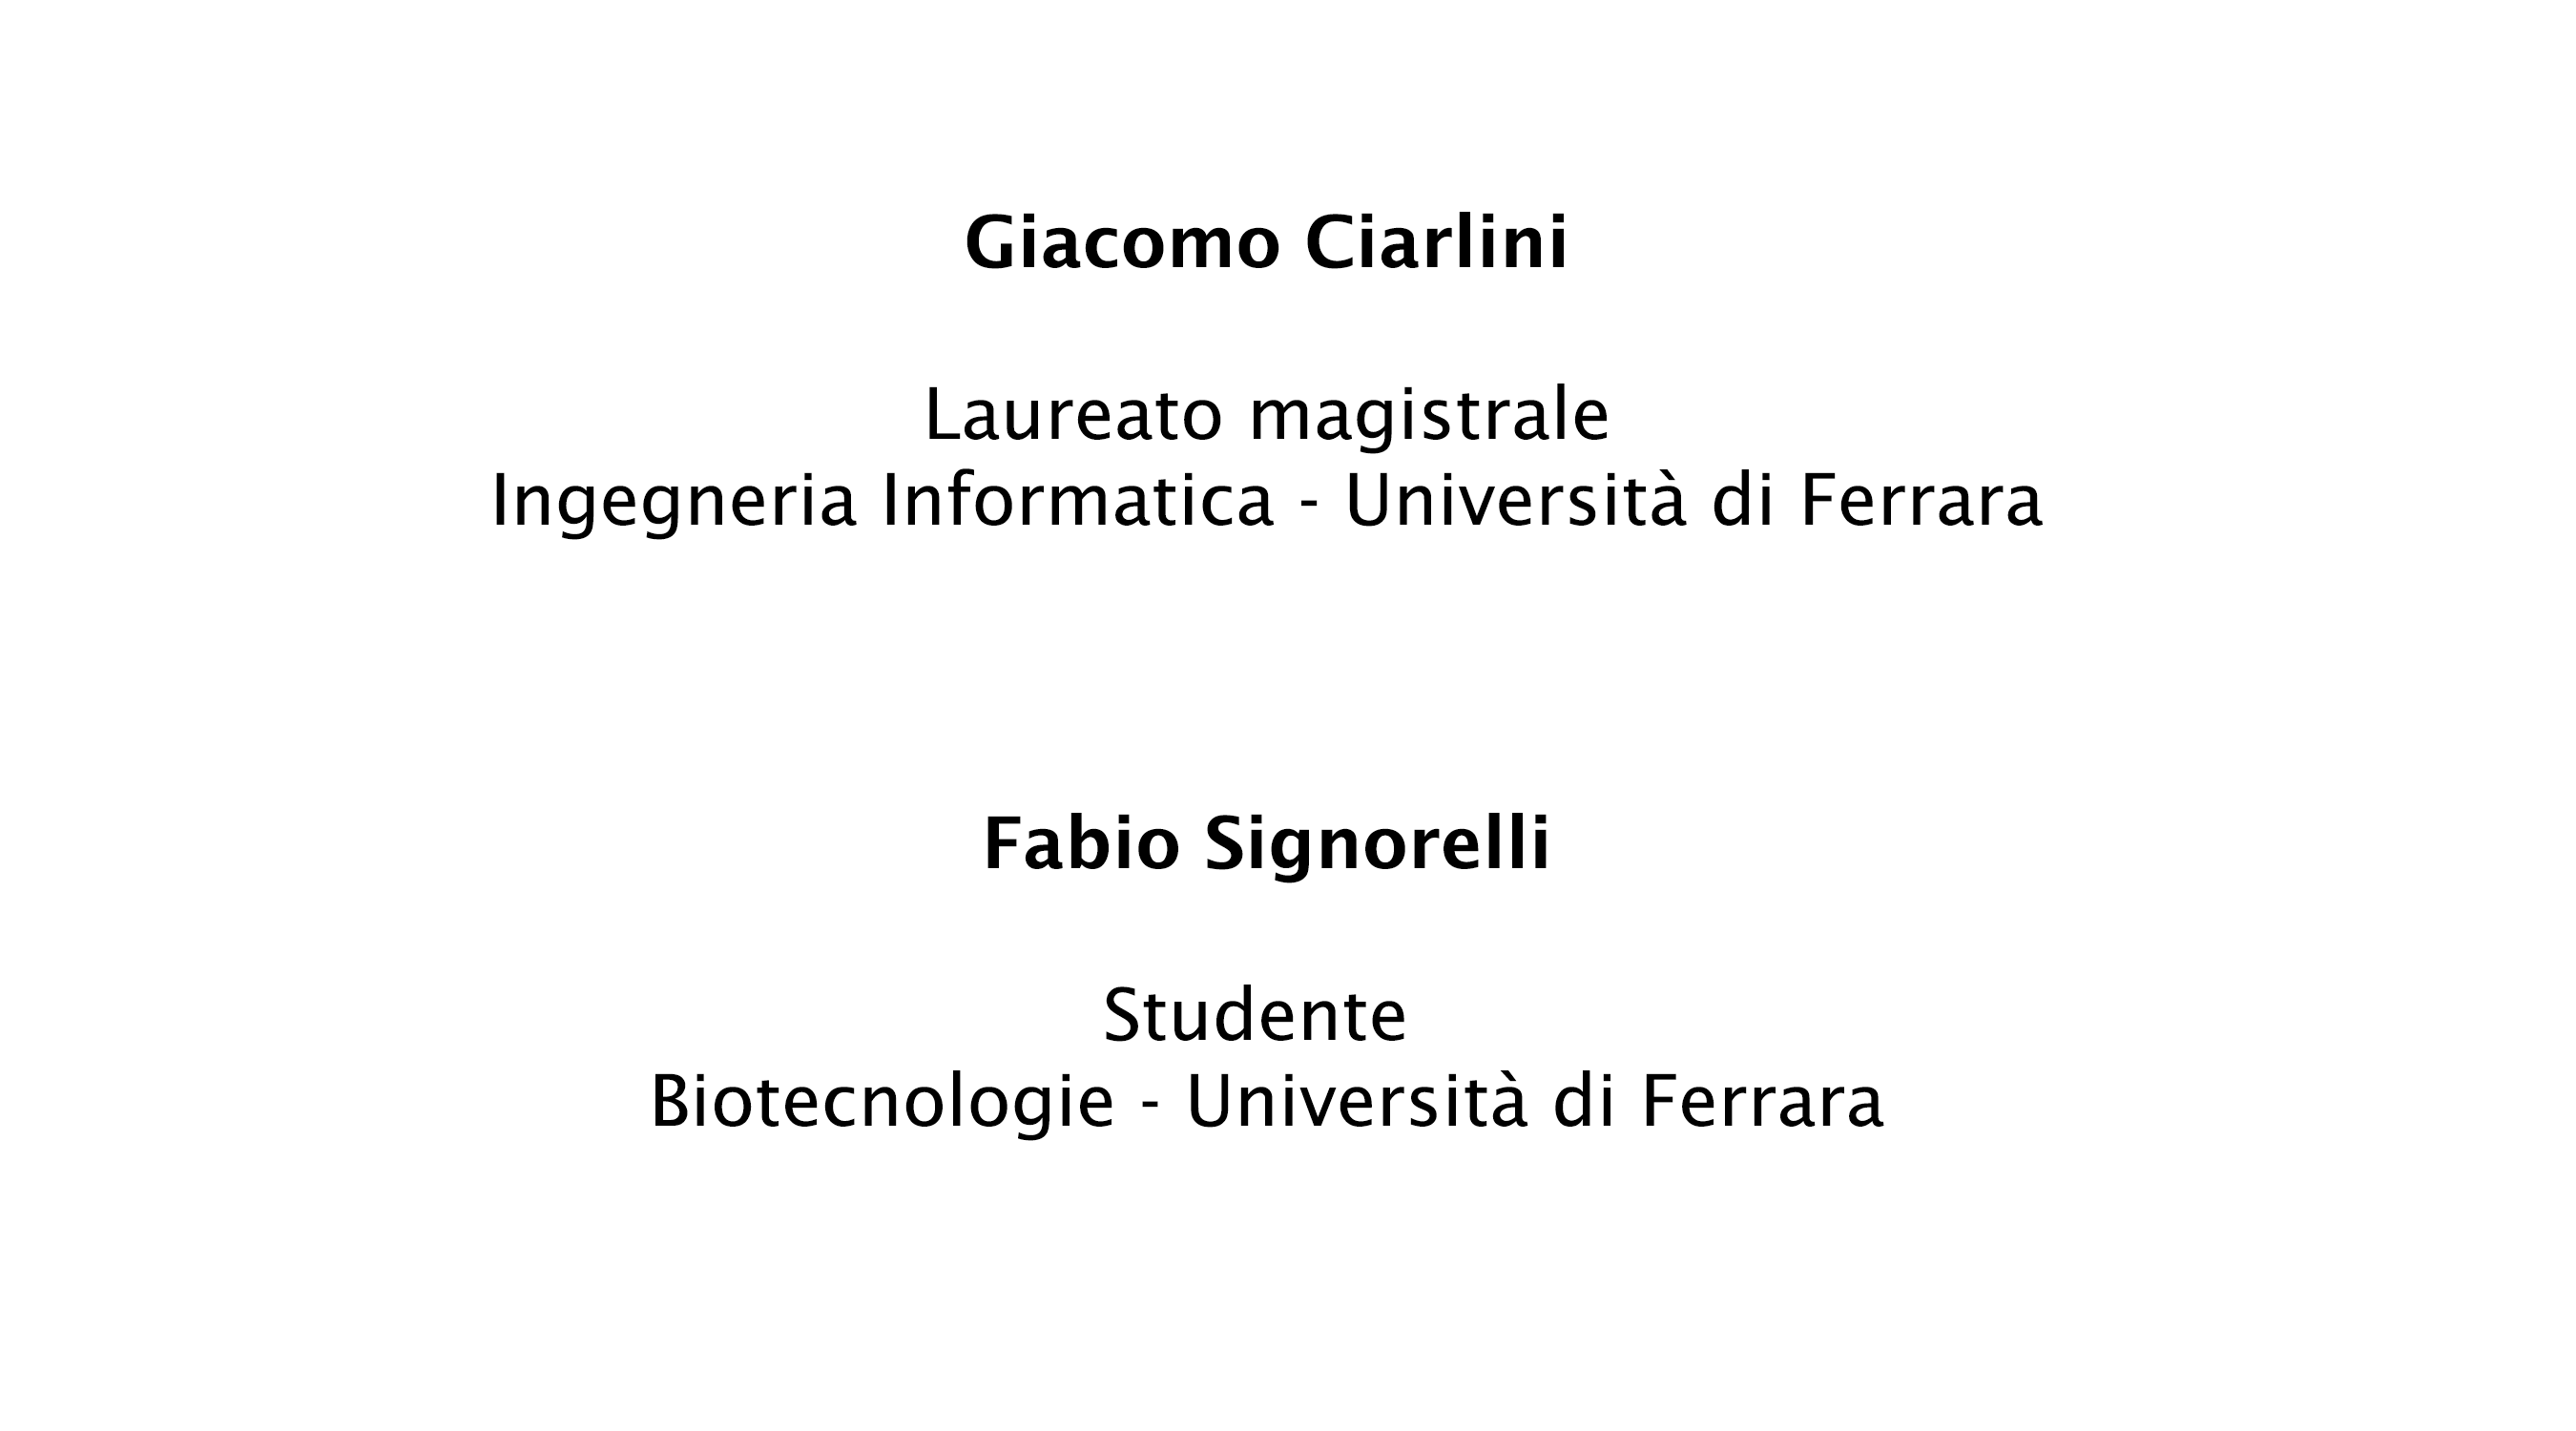 Giacomo Ciarlini
Laureato magistrale
Ingegneria Informatica - Università di Ferrara
Fabio Signorelli
Studente
Biotecnologie - Università di Ferrara